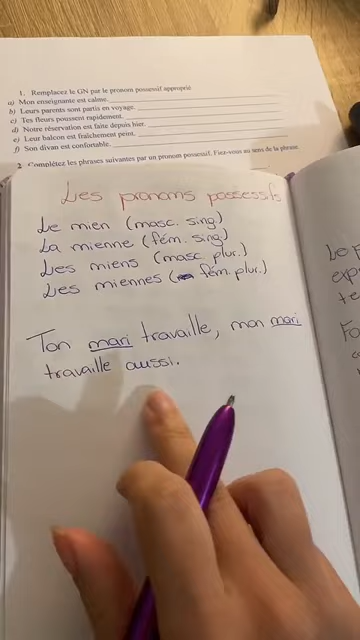 1. Remplacez le GN par le pronom possessif approprié
a) Mon enseignante est calme.
b) Leurs parents sont partis en voyage.
c) Tes fleurs poussent rapidement.
d) Notre réservation est faite depuis hier.
e) Leur balcon est fraîchement peint.
f) Son divan est confortable.
2. Complétez les phrases suivantes par un pronom possessif. Fiez-vous au sens de la phrase
Les pronoms possessifs
Le mien (masc. sing.)
La mienne (fém. sing.)
Les miens (masc. plur.)
Les miennes (fém. plur.)
Ton mari travaille, mon mari
travaille aussi.